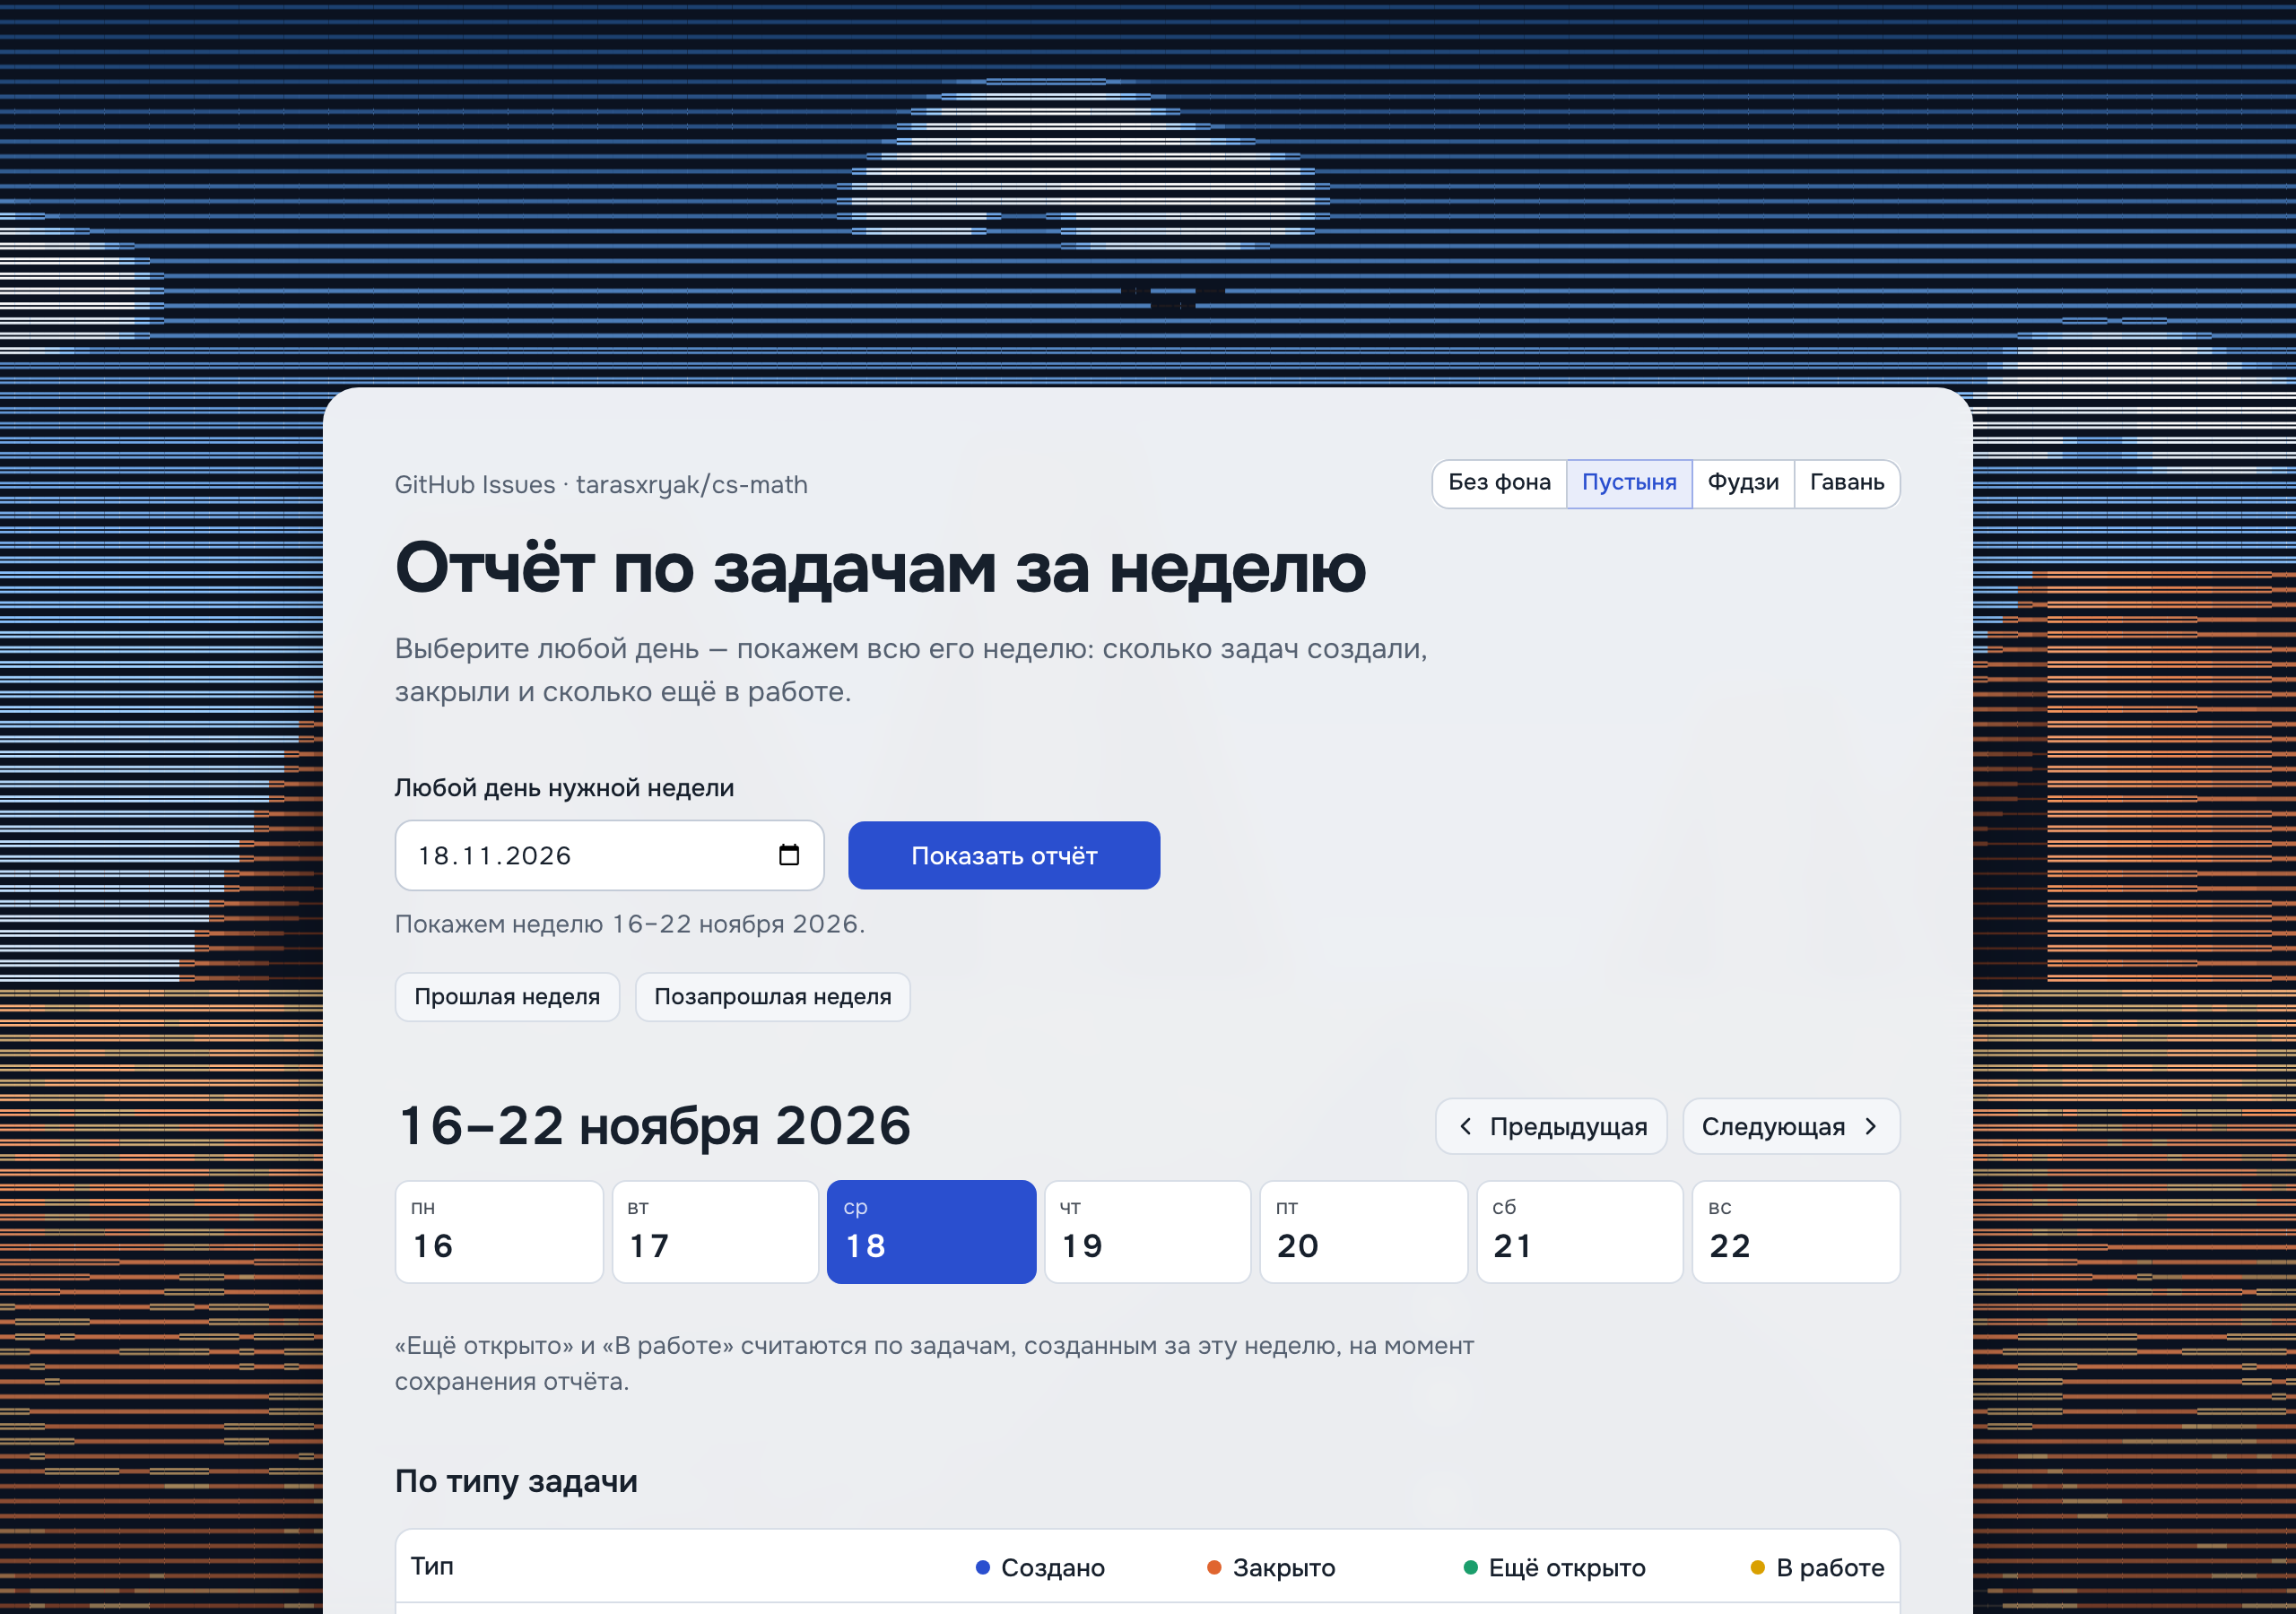 GitHub Issues · tarasxryak/cs-math
Без фона Пустыня Фудзи Гавань
Отчёт по задачам за неделю
Выберите любой день — покажем всю его неделю: сколько задач создали,
закрыли и сколько ещё в работе.
Любой день нужной недели
18.11.2026 Показать отчёт
Покажем неделю 16–22 ноября 2026.
Прошлая неделя Позапрошлая неделя
16–22 ноября 2026 Предыдущая Следующая
пн вт ср чт пт сб вс
16 17 18 19 20 21 22
«Ещё открыто» и «В работе» считаются по задачам, созданным за эту неделю, на момент
сохранения отчёта.
По типу задачи
Тип Создано Закрыто Ещё открыто В работе